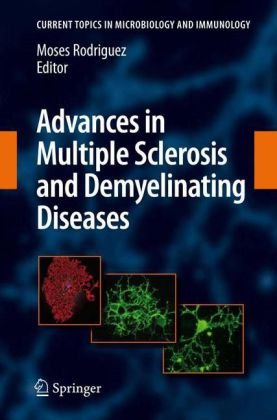 CURRENT TOPICS IN MICROBIOLOGY AND IMMUNOLOGY
Moses Rodriguez
Editor
Advances in
Multiple Sclerosis
and Demyelinating
Diseases
Springer